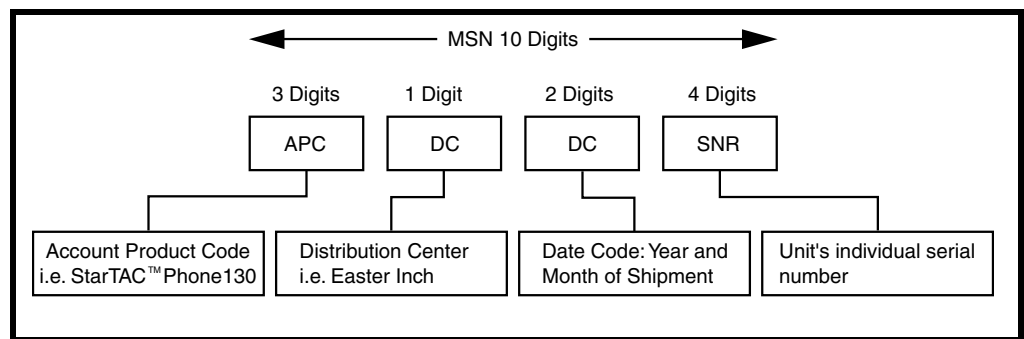 MSN 10 Digits
3 Digits
1 Digit
2 Digits
4 Digits
APC
DC
DC
SNR
Account Product Code
i.e. StarTAC™Phone130
Distribution Center
i.e. Easter Inch
Date Code: Year and
Month of Shipment
Unit's individual serial
number